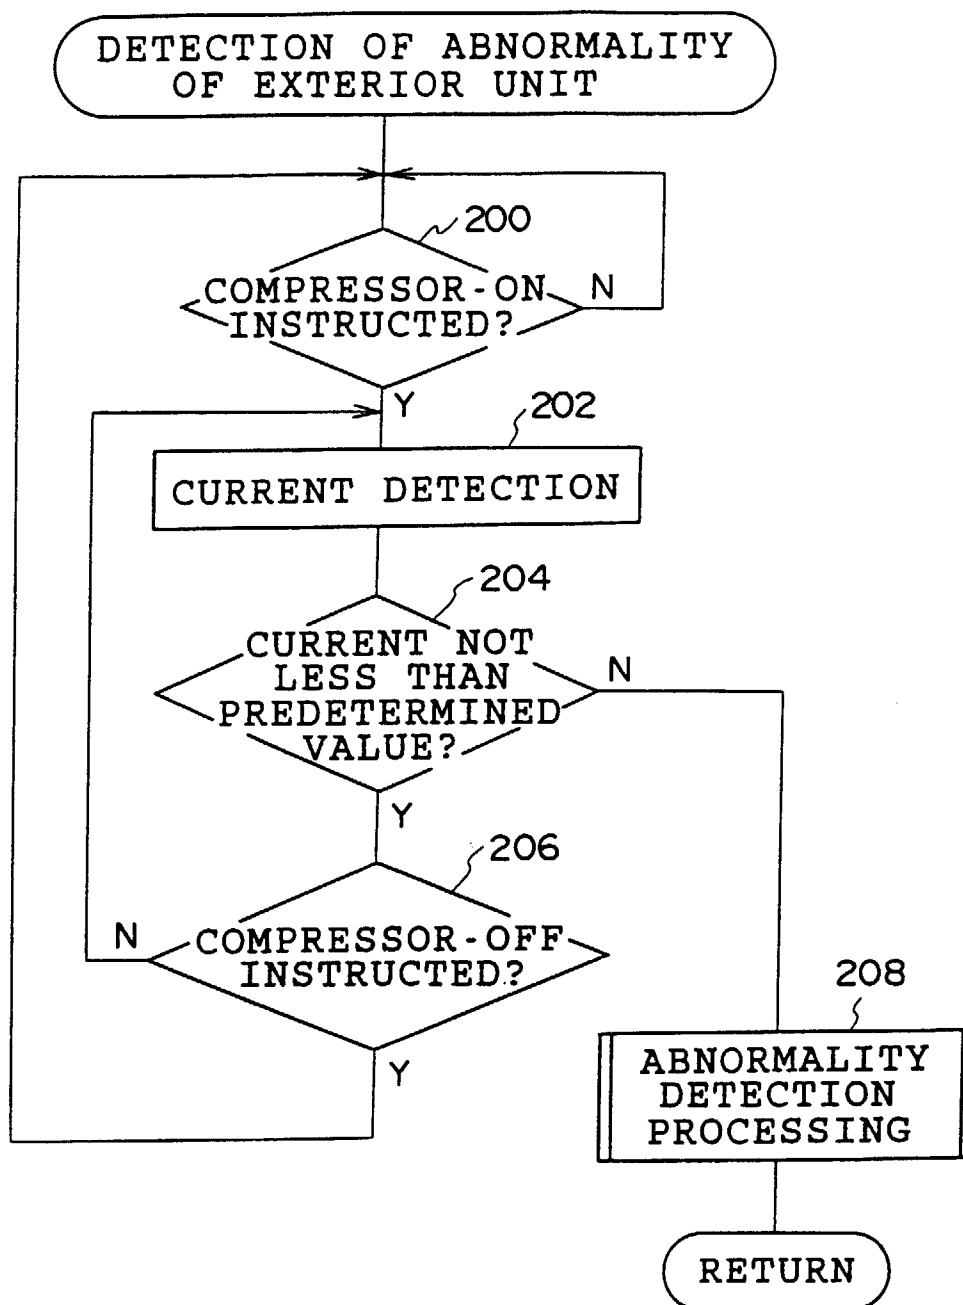 DETECTION OF ABNORMALITY
OF EXTERIOR UNIT
200
COMPRESSOR-ON
INSTRUCTED?
N
Y
202
CURRENT DETECTION
204
CURRENT NOT
LESS THAN
PREDETERMINED
VALUE?
N
Y
206
COMPRESSOR-OFF
INSTRUCTED?
N
Y
208
ABNORMALITY
DETECTION
PROCESSING
RETURN